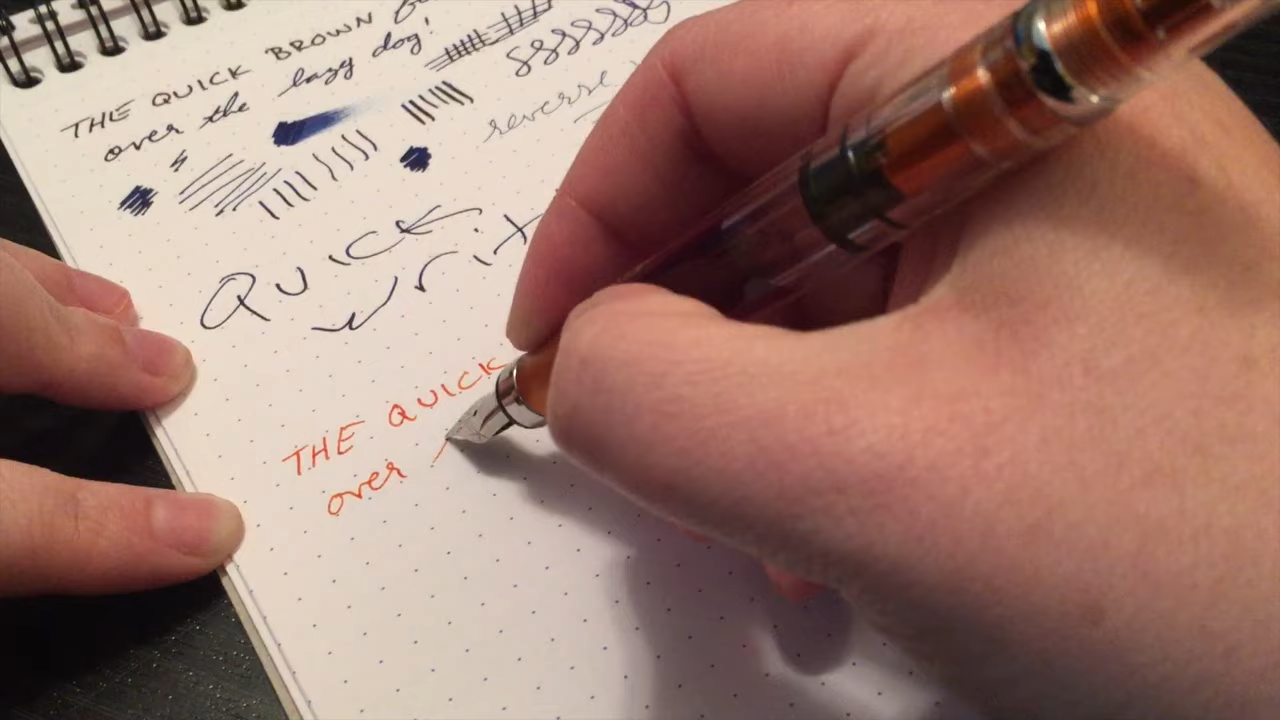 THE QUICK BROWN
over the lazy dog!
reverse
QUICK
writ
THE QUICK
over